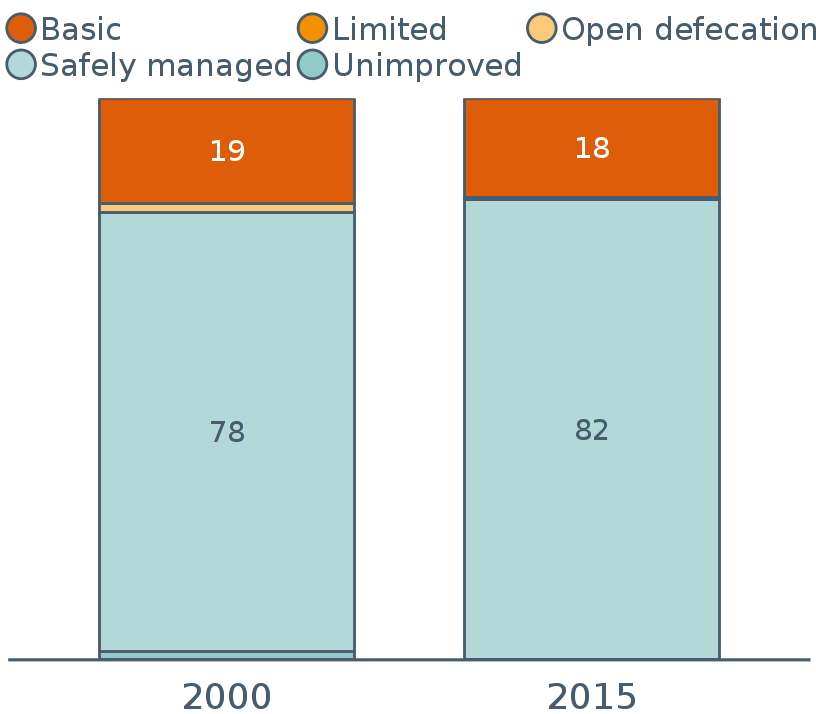 Basic Limited Open defecation
Safely managed Unimproved
19 18
78 82
2000 2015